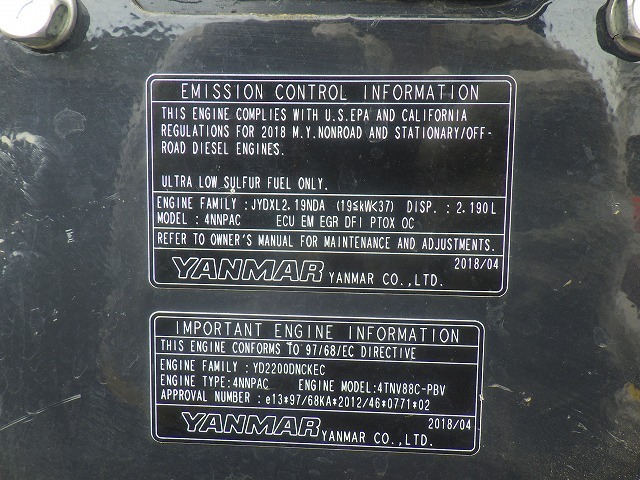 EMISSION CONTROL INFORMATION
THIS ENGINE COMPLIES WITH U.S.EPA AND CALIFORNIA
REGULATIONS FOR 2018 M.Y.NONROAD AND STATIONARY/OFF-
ROAD DIESEL ENGINES.
ULTRA LOW SULFUR FUEL ONLY.
ENGINE FAMILY : JYDXL2.19NDA (19≤kW<37) DISP. : 2.190L
MODEL : 4NNPAC ECU EM EGR DFI PTOX OC
REFER TO OWNER'S MANUAL FOR MAINTENANCE AND ADJUSTMENTS.
2018/04
YANMAR YANMAR CO.,LTD.
IMPORTANT ENGINE INFORMATION
THIS ENGINE CONFORMS TO 97/68/EC DIRECTIVE
ENGINE FAMILY : YD2200DNCKEC
ENGINE TYPE:4NNPAC ENGINE MODEL:4TNV88C-PBV
APPROVAL NUMBER : e13*97/68KA*2012/46*0771*02
2018/04
YANMAR YANMAR CO.,LTD.